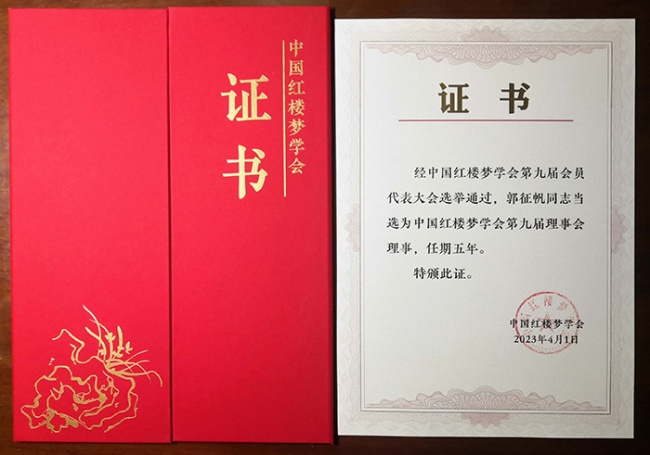 中国红楼梦学会
证书
证书
经中国红楼梦学会第九届会员
代表大会选举通过，郭征帆同志当
选为中国红楼梦学会第九届理事会
理事，任期五年。
特颁此证。
中国红楼梦学会
2023年4月1日